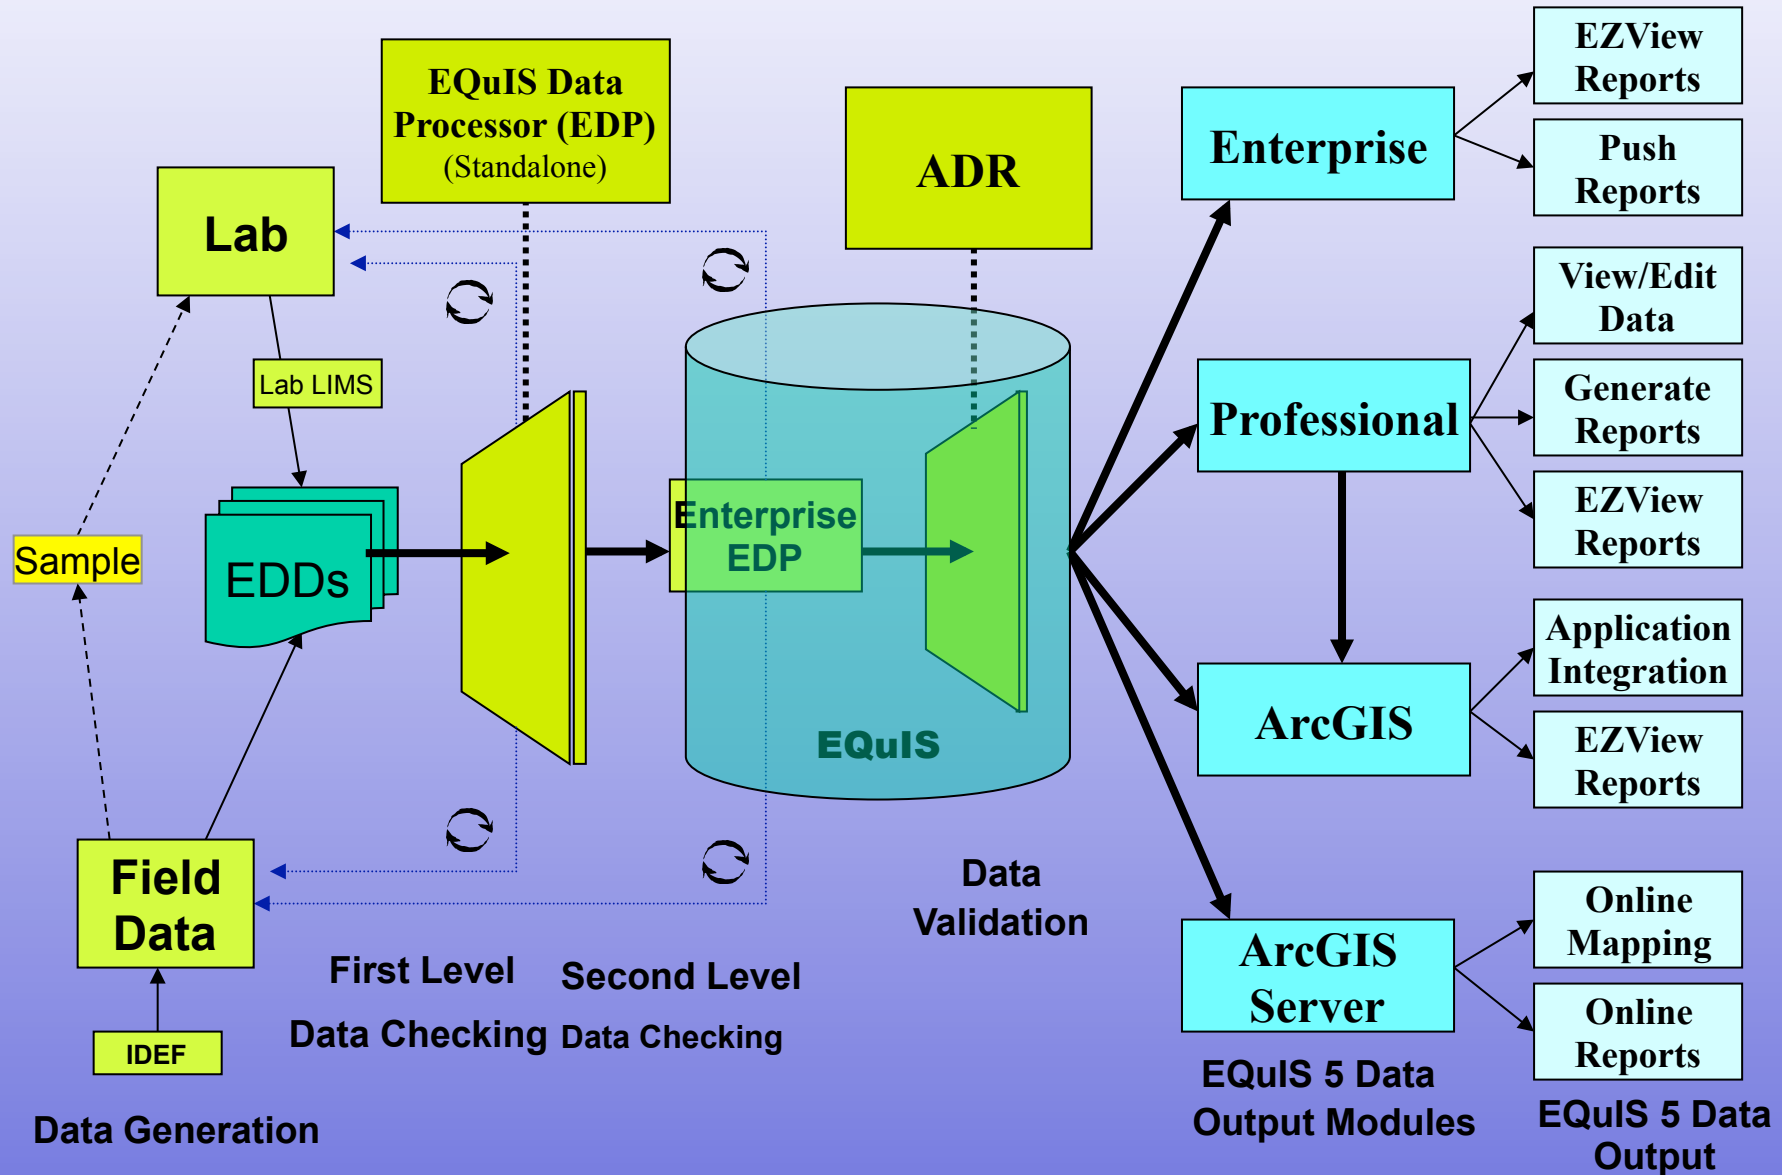 EQuIS Data
Processor (EDP)
(Standalone)
ADR
Lab
Lab LIMS
Sample
EDDs
Enterprise
EDP
EQuIS
Field
Data
IDEF
Data Generation
First Level
Data Checking
Second Level
Data Checking
Data
Validation
Enterprise
Professional
ArcGIS
ArcGIS
Server
EQuIS 5 Data
Output Modules
EZView
Reports
Push
Reports
View/Edit
Data
Generate
Reports
EZView
Reports
Application
Integration
EZView
Reports
Online
Mapping
Online
Reports
EQuIS 5 Data
Output